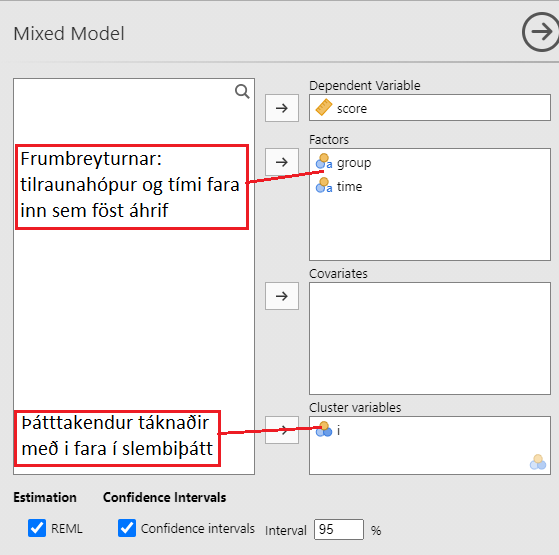 Mixed Model
Dependent Variable
score
Factors
Frumbreyturnar:
tilraunahópur og tími fara
inn sem föst áhrif
a group
a time
Covariates
Cluster variables
Þátttakendur táknaðir
með i fara í slembiþátt
i
Estimation Confidence Intervals
REML Confidence intervals Interval 95 %